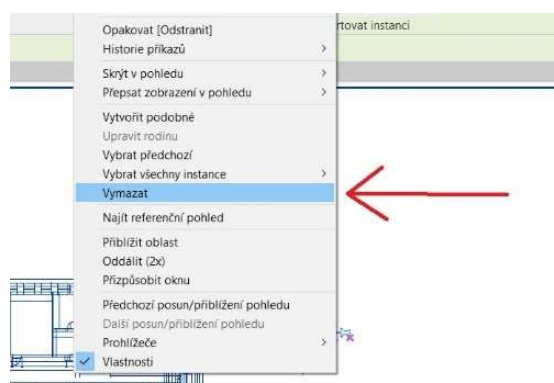 rtovat instanci
Opakovat [Odstranit]
Historie příkazů
Skrýt v pohledu
Přepsat zobrazení v pohledu
Vytvořit podobné
Upravit rodinu
Vybrat předchozí
Vybrat všechny instance
Vymazat
Najít referenční pohled
Přiblížit oblast
Oddálit (2x)
Přizpůsobit oknu
Předchozí posun/přiblížení pohledu
Další posun/přiblížení pohledu
Prohlížeče
Vlastnosti